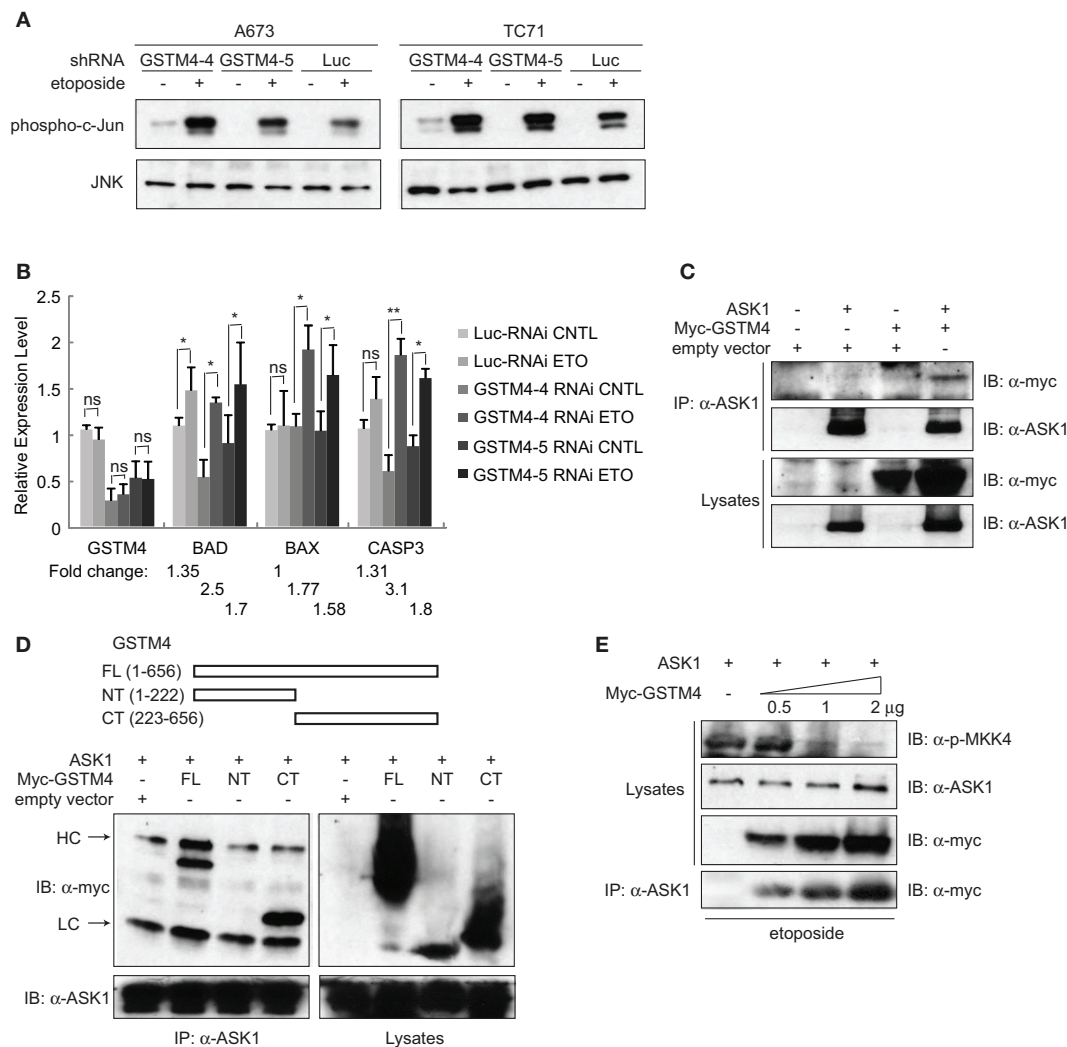 A
A673
TC71
shRNA GSTM4-4 GSTM4-5 Luc GSTM4-4 GSTM4-5 Luc
etoposide - + - + - + - + - + - +
phospho-c-Jun
JNK
B
Relative Expression Level
2.5
2
1.5
1
0.5
0
ns ns ns
* * *
ns * *
ns ** *
Luc-RNAi CNTL
Luc-RNAi ETO
GSTM4-4 RNAi CNTL
GSTM4-4 RNAi ETO
GSTM4-5 RNAi CNTL
GSTM4-5 RNAi ETO
GSTM4 BAD BAX CASP3
Fold change: 1.35 1 1.31
2.5 1.77 3.1
1.7 1.58 1.8
C
ASK1 - + - +
Myc-GSTM4 - - + +
empty vector + + + -
IP: α-ASK1
IB: α-myc
IB: α-ASK1
Lysates
IB: α-myc
IB: α-ASK1
D
GSTM4
FL (1-656)
NT (1-222)
CT (223-656)
ASK1 + + + + + + + +
Myc-GSTM4 - FL NT CT - FL NT CT
empty vector + - - - + - - -
HC
IB: α-myc
LC
IB: α-ASK1
IP: α-ASK1 Lysates
E
ASK1 + + + +
Myc-GSTM4 -
0.5 1 2 µg
Lysates
IB: α-p-MKK4
IB: α-ASK1
IB: α-myc
IP: α-ASK1 IB: α-myc
etoposide